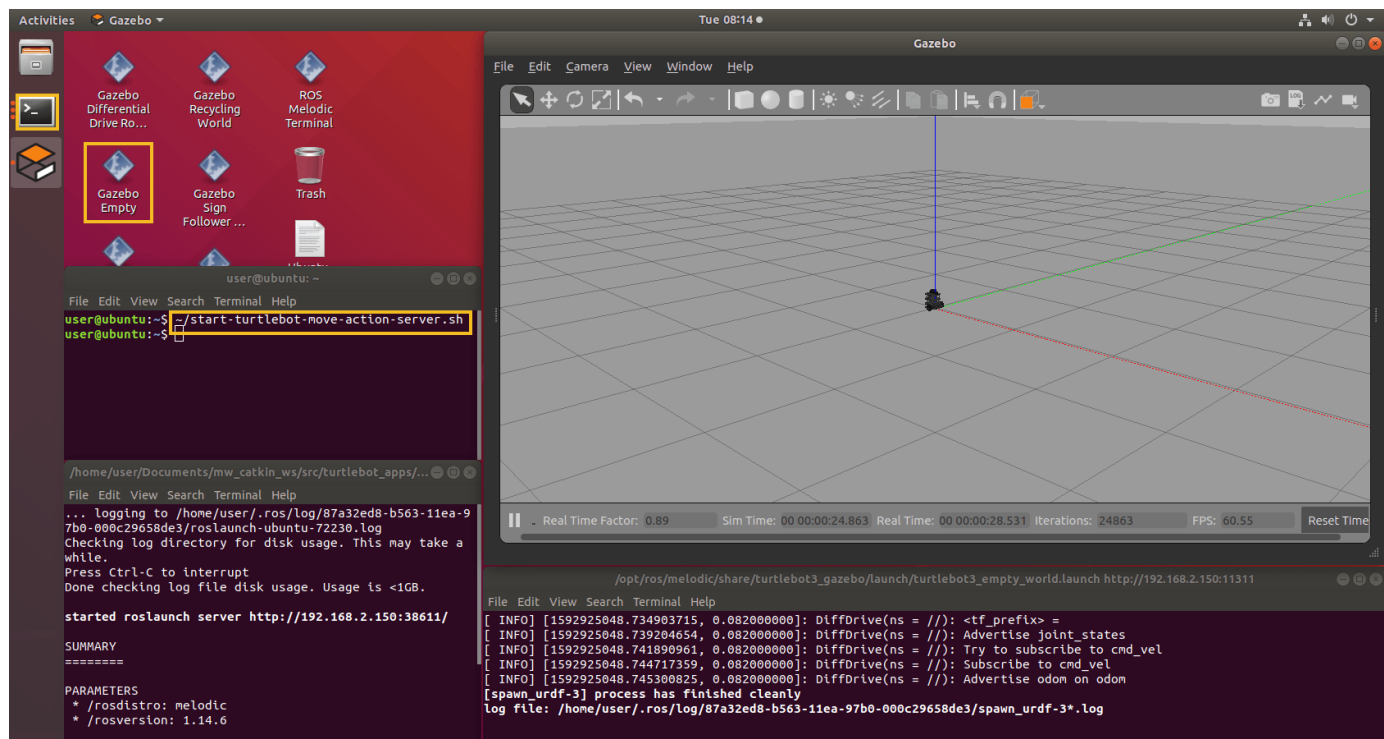 Activities Gazebo Tue 08:14
Gazebo
Differential
Drive Ro...
Gazebo
Recycling
World
ROS
Melodic
Terminal
Gazebo
Empty
Gazebo
Sign
Follower ...
Trash
user@ubuntu: ~
File Edit View Search Terminal Help
user@ubuntu:~$ ~/start-turtlebot-move-action-server.sh
user@ubuntu:~$
/home/user/Documents/mw_catkin_ws/src/turtlebot_apps/...
File Edit View Search Terminal Help
... logging to /home/user/.ros/log/87a32ed8-b563-11ea-9
7b0-000c29658de3/roslaunch-ubuntu-72230.log
Checking log directory for disk usage. This may take a
while.
Press Ctrl-C to interrupt
Done checking log file disk usage. Usage is <1GB.
started roslaunch server http://192.168.2.150:38611/
SUMMARY
========
PARAMETERS
* /rosdistro: melodic
* /rosversion: 1.14.6
Gazebo
File Edit Camera View Window Help
LOG
Real Time Factor: 0.89 Sim Time: 00 00:00:24.863 Real Time: 00 00:00:28.531 Iterations: 24863 FPS: 60.55 Reset Time
/opt/ros/melodic/share/turtlebot3_gazebo/launch/turtlebot3_empty_world.launch http://192.168.2.150:11311
File Edit View Search Terminal Help
[ INFO] [1592925048.734903715, 0.082000000]: DiffDrive(ns = //): <tf_prefix> =
[ INFO] [1592925048.739204654, 0.082000000]: DiffDrive(ns = //): Advertise joint_states
[ INFO] [1592925048.741890961, 0.082000000]: DiffDrive(ns = //): Try to subscribe to cmd_vel
[ INFO] [1592925048.744717359, 0.082000000]: DiffDrive(ns = //): Subscribe to cmd_vel
[ INFO] [1592925048.745300825, 0.082000000]: DiffDrive(ns = //): Advertise odom on odom
[spawn_urdf-3] process has finished cleanly
log file: /home/user/.ros/log/87a32ed8-b563-11ea-97b0-000c29658de3/spawn_urdf-3*.log